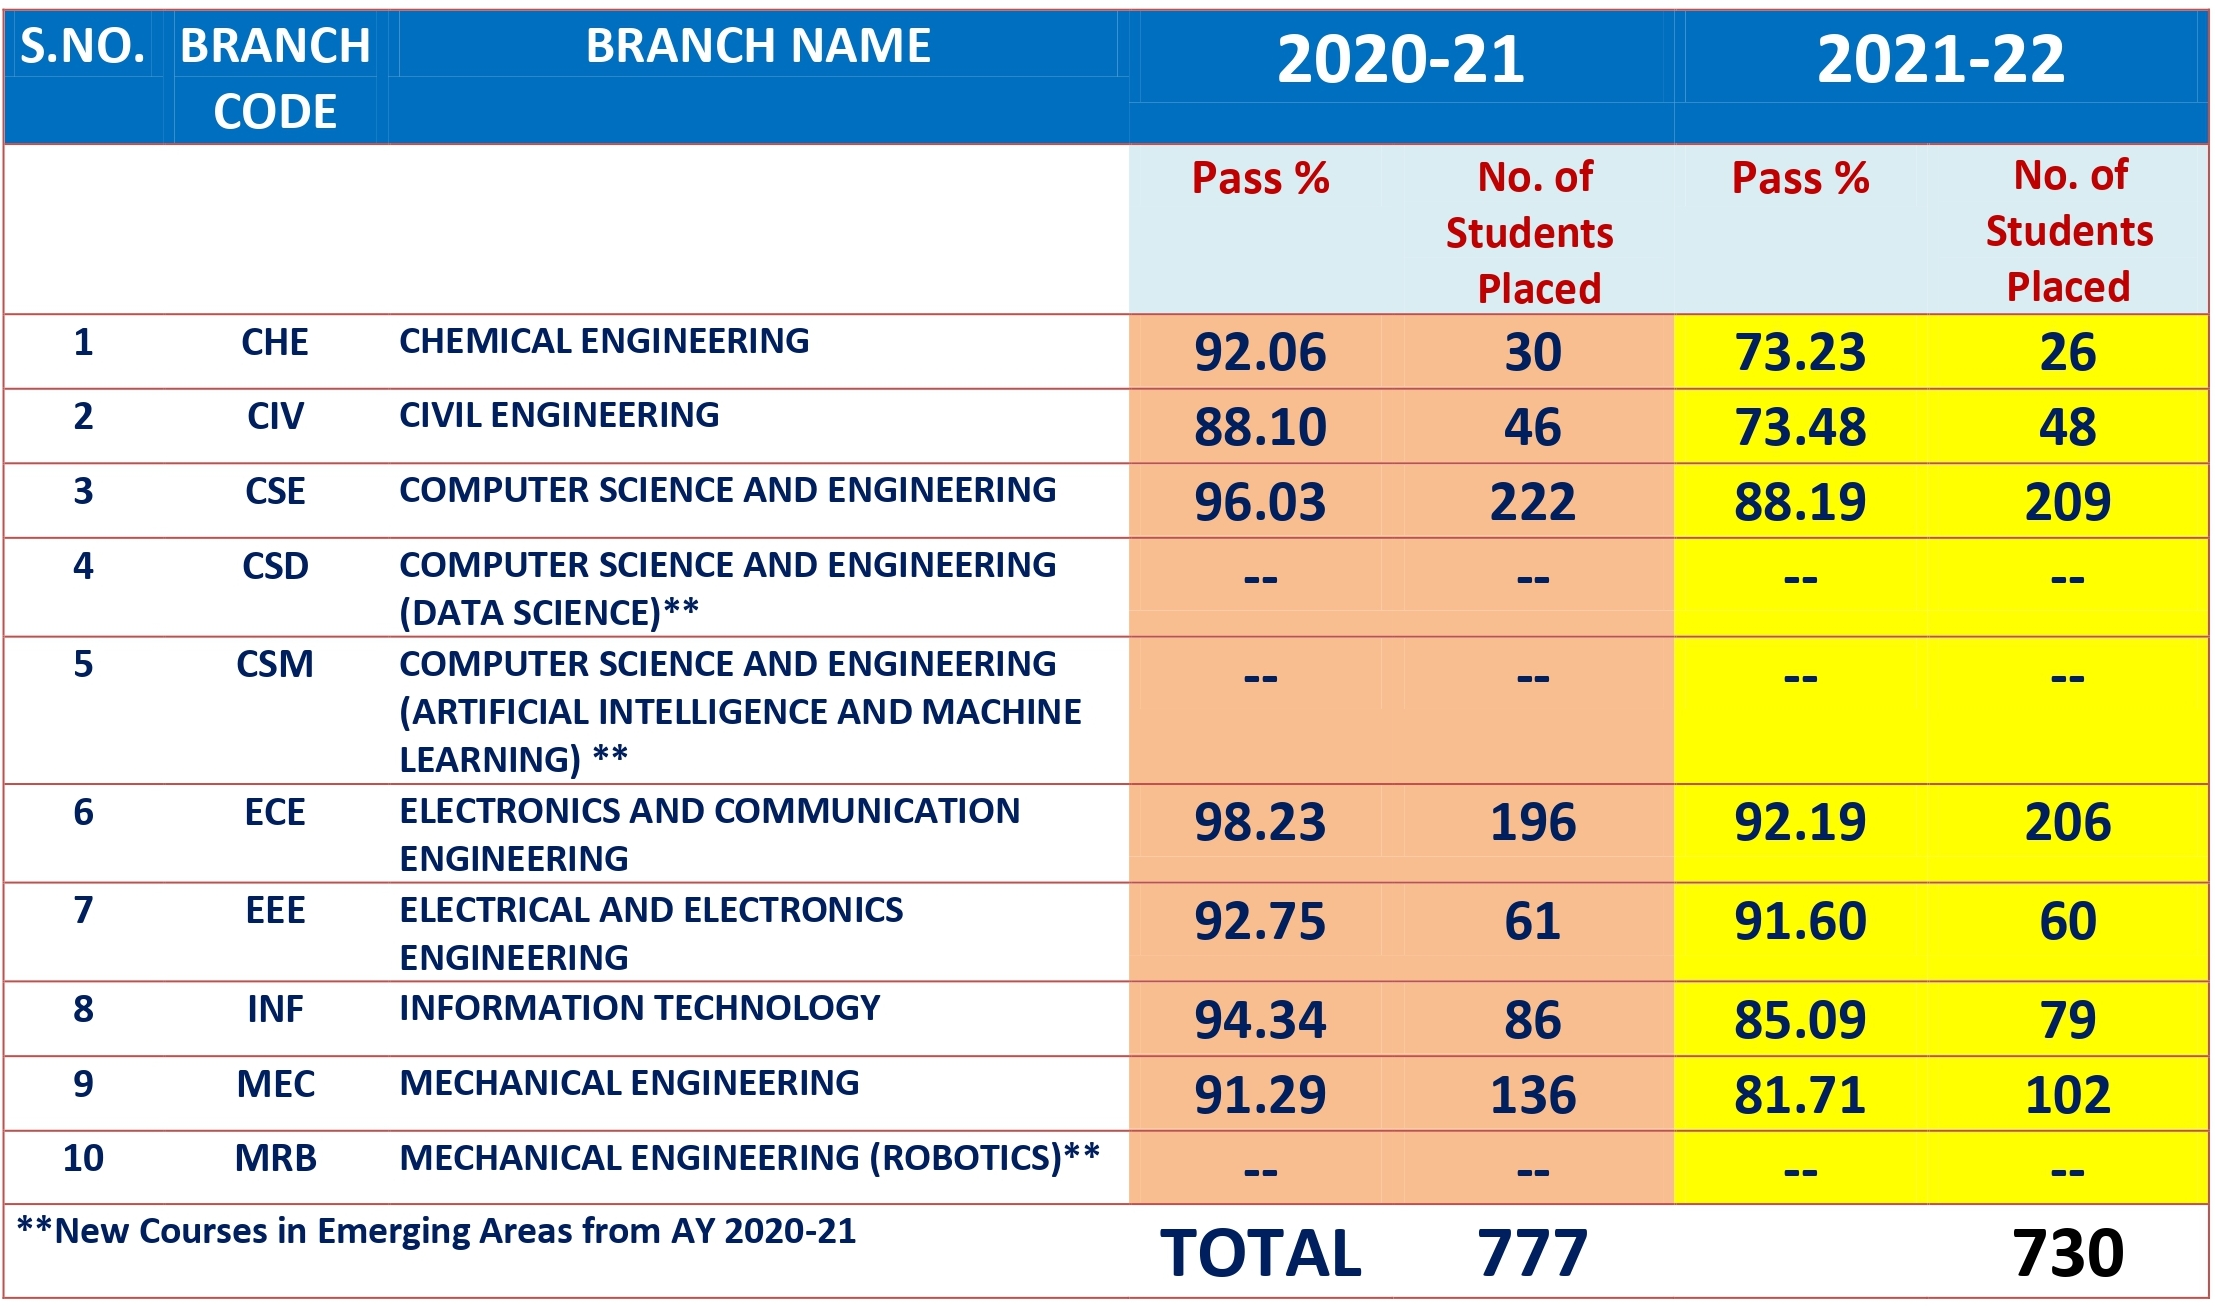 S.NO. BRANCH CODE BRANCH NAME 2020-21 2021-22
Pass % No. of Students Placed Pass % No. of Students Placed
1 CHE CHEMICAL ENGINEERING 92.06 30 73.23 26
2 CIV CIVIL ENGINEERING 88.10 46 73.48 48
3 CSE COMPUTER SCIENCE AND ENGINEERING 96.03 222 88.19 209
4 CSD COMPUTER SCIENCE AND ENGINEERING -- -- -- --
(DATA SCIENCE)**
5 CSM COMPUTER SCIENCE AND ENGINEERING -- -- -- --
(ARTIFICIAL INTELLIGENCE AND MACHINE
LEARNING) **
6 ECE ELECTRONICS AND COMMUNICATION 98.23 196 92.19 206
ENGINEERING
7 EEE ELECTRICAL AND ELECTRONICS 92.75 61 91.60 60
ENGINEERING
8 INF INFORMATION TECHNOLOGY 94.34 86 85.09 79
9 MEC MECHANICAL ENGINEERING 91.29 136 81.71 102
10 MRB MECHANICAL ENGINEERING (ROBOTICS)** -- -- -- --
**New Courses in Emerging Areas from AY 2020-21 TOTAL 777 730